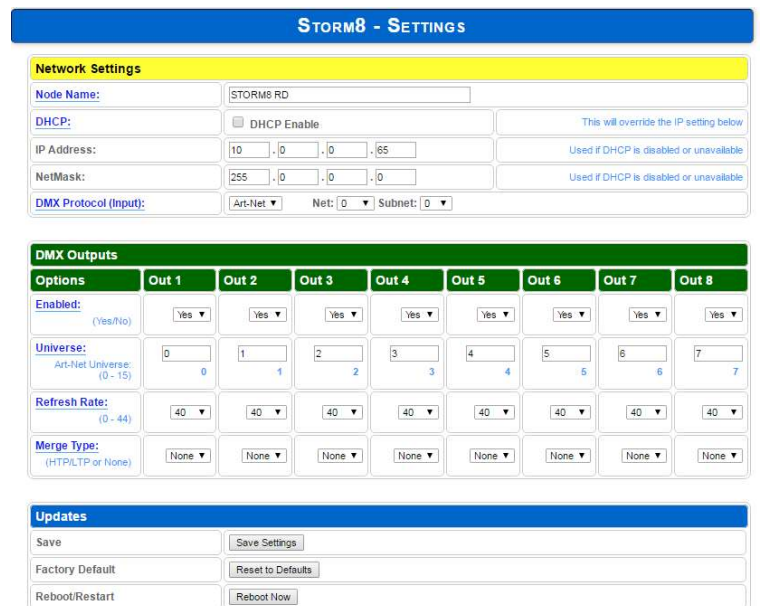 STORM8 - SETTINGS
Network Settings
Node Name: STORM8 RD
DHCP: DHCP Enable This will override the IP setting below
IP Address: 10 . 0 . 0 . 65 Used if DHCP is disabled or unavailable
NetMask: 255 . 0 . 0 . 0 Used if DHCP is disabled or unavailable
DMX Protocol (Input): Art-Net Net: 0 Subnet: 0
DMX Outputs
Options Out 1 Out 2 Out 3 Out 4 Out 5 Out 6 Out 7 Out 8
Enabled:
(Yes/No) Yes Yes Yes Yes Yes Yes Yes Yes
Universe: 0 1 2 3 4 5 6 7
Art-Net Universe:
(0 - 15) 0 1 2 3 4 5 6 7
Refresh Rate:
(0 - 44) 40 40 40 40 40 40 40 40
Merge Type:
(HTP/LTP or None) None None None None None None None None
Updates
Save Save Settings
Factory Default Reset to Defaults
Reboot/Restart Reboot Now